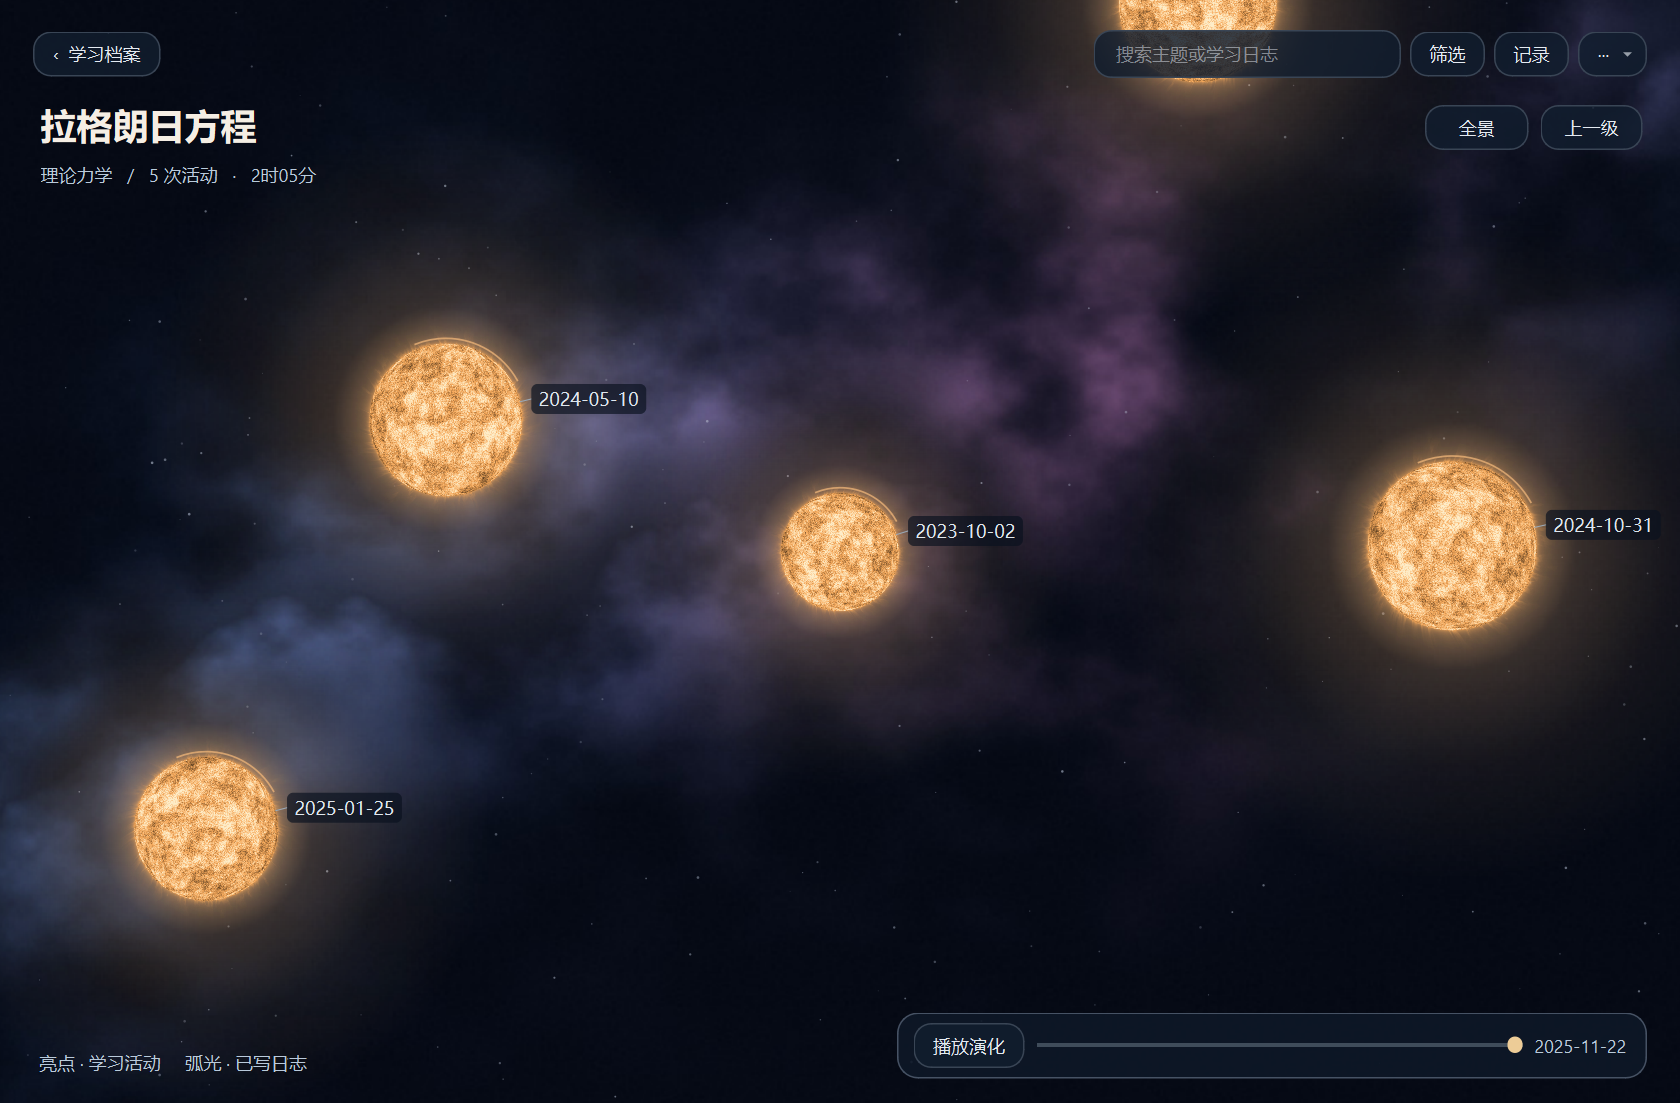 ‹ 学习档案
搜索主题或学习日志
筛选
记录
...
拉格朗日方程
全景
上一级
理论力学 / 5 次活动 · 2时05分
2024-05-10
2023-10-02
2024-10-31
2025-01-25
亮点 · 学习活动 弧光 · 已写日志
播放演化
2025-11-22